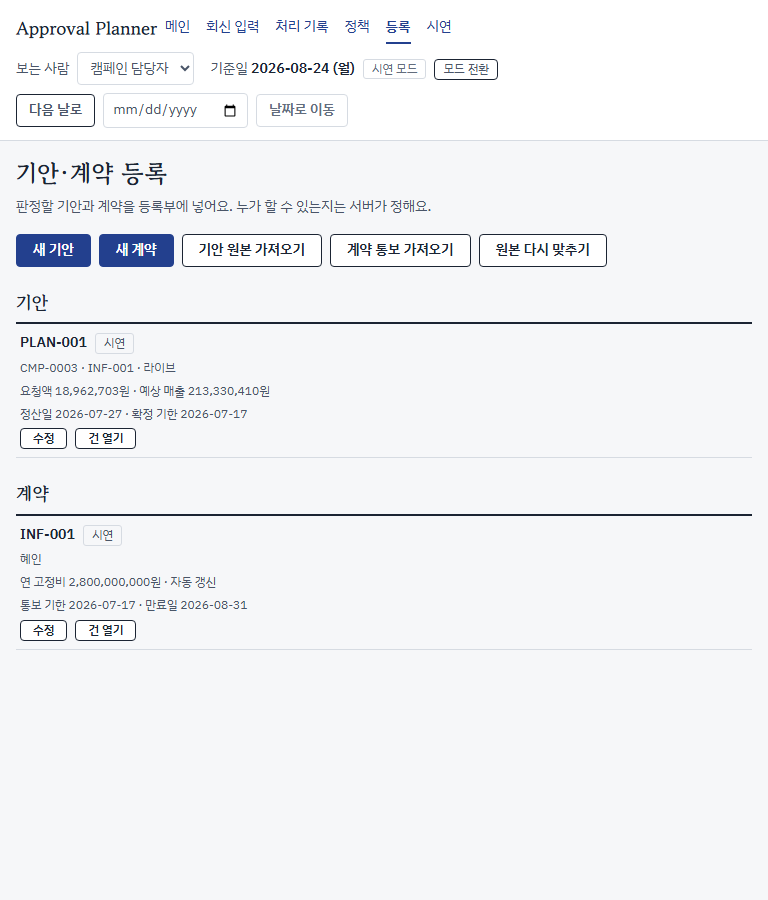 Approval Planner 메인 회신 입력 처리 기록 정책 등록 시연
보는 사람 캠페인 담당자 기준일 2026-08-24 (월) 시연 모드 모드 전환
다음 날로 mm/dd/yyyy 날짜로 이동
기안·계약 등록
판정할 기안과 계약을 등록부에 넣어요. 누가 할 수 있는지는 서버가 정해요.
새 기안 새 계약 기안 원본 가져오기 계약 통보 가져오기 원본 다시 맞추기
기안
PLAN-001 시연
CMP-0003 · INF-001 · 라이브
요청액 18,962,703원 · 예상 매출 213,330,410원
정산일 2026-07-27 · 확정 기한 2026-07-17
수정 건 열기
계약
INF-001 시연
혜인
연 고정비 2,800,000,000원 · 자동 갱신
통보 기한 2026-07-17 · 만료일 2026-08-31
수정 건 열기